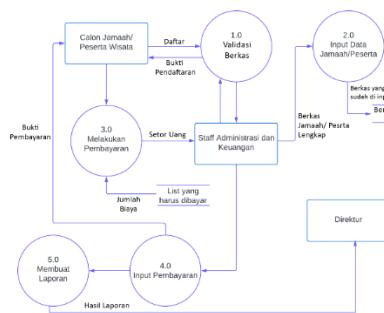 Calon Jamaah/
Peserta Wisata
Daftar
Bukti
Pendaftaran
1.0
Validasi
Berkas
2.0
Input Data
Jamaah/Peserta
Berkas yang
sudah di
Bukti
Pembayaran
3.0
Melakukan
Pembayaran
Setor Uang
Staff Administrasi dan
Keuangan
Berkas
Jamaah/ Pesrta
Lengkap
Jumlah
Biaya
List yang
harus dibayar
Direktur
5.0
Membuat
Laporan
4.0
Input Pembayaran
Hasil Laporan